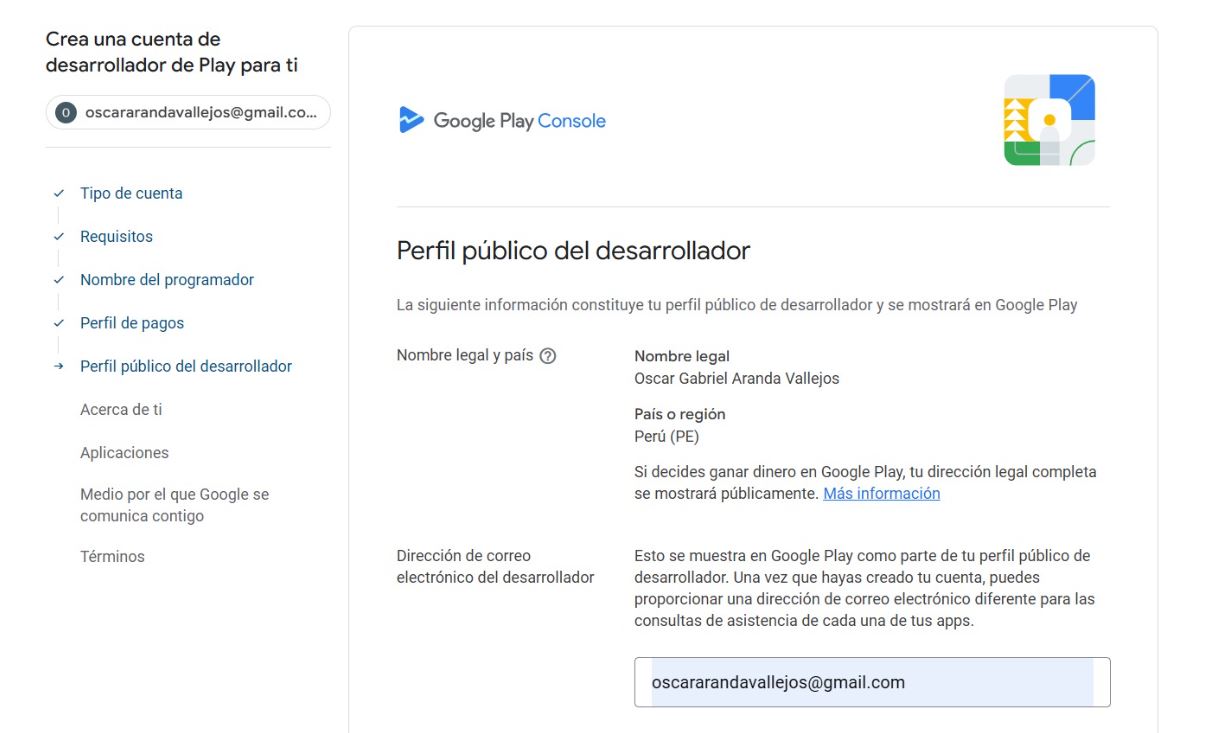 Crea una cuenta de
desarrollador de Play para ti
O oscararandavallejos@gmail.co...
Tipo de cuenta
Requisitos
Nombre del programador
Perfil de pagos
Perfil público del desarrollador
Acerca de ti
Aplicaciones
Medio por el que Google se
comunica contigo
Términos
Google Play Console
Perfil público del desarrollador
La siguiente información constituye tu perfil público de desarrollador y se mostrará en Google Play
Nombre legal y país
Nombre legal
Oscar Gabriel Aranda Vallejos
País o región
Perú (PE)
Si decides ganar dinero en Google Play, tu dirección legal completa
se mostrará públicamente. Más información
Dirección de correo
electrónico del desarrollador
Esto se muestra en Google Play como parte de tu perfil público de
desarrollador. Una vez que hayas creado tu cuenta, puedes
proporcionar una dirección de correo electrónico diferente para las
consultas de asistencia de cada una de tus apps.
oscararandavallejos@gmail.com